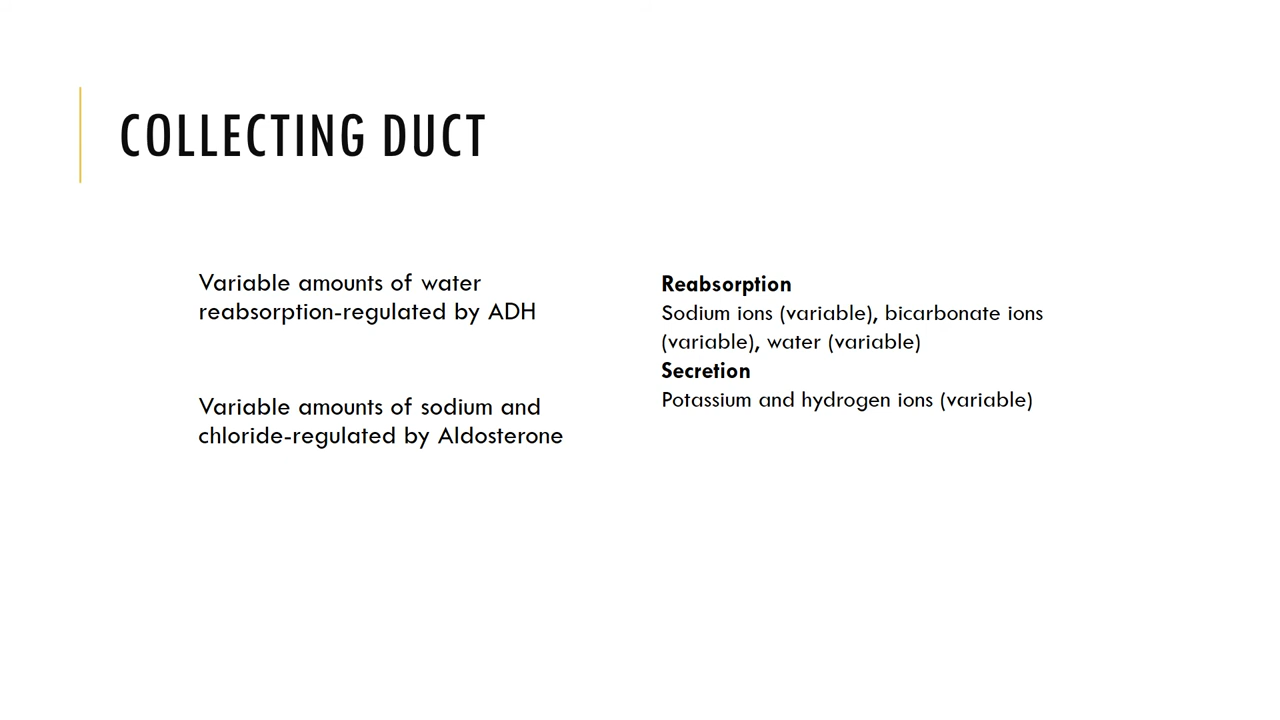 COLLECTING DUCT
Variable amounts of water
reabsorption-regulated by ADH
Variable amounts of sodium and
chloride-regulated by Aldosterone
Reabsorption
Sodium ions (variable), bicarbonate ions
(variable), water (variable)
Secretion
Potassium and hydrogen ions (variable)